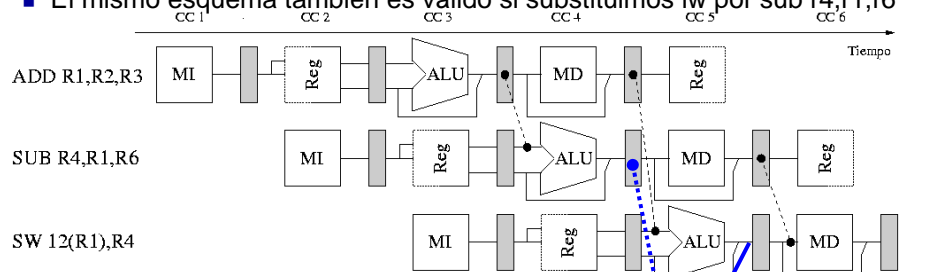 El mismo esquema también es válido si substituimos lw por sub r4,r1,r6
CC 1 CC 2 CC 3 CC 4 CC 5 CC 6
Tiempo
ADD R1,R2,R3 MI Reg ALU MD Reg
SUB R4,R1,R6 MI Reg ALU MD Reg
SW 12(R1),R4 MI Reg ALU MD